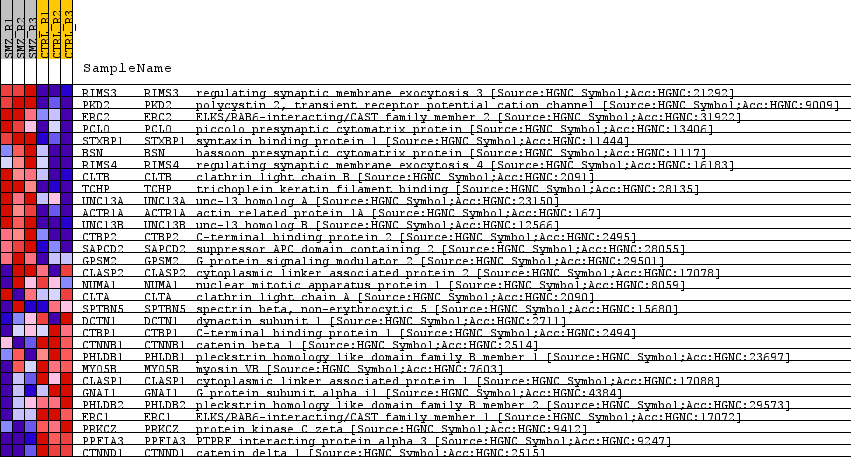 SMZ_R1 SMZ_R2 SMZ_R3 CTRL_R1 CTRL_R2 CTRL_R3
SampleName
RIMS3 RIMS3 regulating synaptic membrane exocytosis 3 [Source:HGNC Symbol;Acc:HGNC:21292]
PKD2 PKD2 polycystin 2, transient receptor potential cation channel [Source:HGNC Symbol;Acc:HGNC:9009]
ERC2 ERC2 ELKS/RAB6-interacting/CAST family member 2 [Source:HGNC Symbol;Acc:HGNC:31922]
PCLO PCLO piccolo presynaptic cytomatrix protein [Source:HGNC Symbol;Acc:HGNC:13406]
STXBP1 STXBP1 syntaxin binding protein 1 [Source:HGNC Symbol;Acc:HGNC:11444]
BSN BSN bassoon presynaptic cytomatrix protein [Source:HGNC Symbol;Acc:HGNC:1117]
RIMS4 RIMS4 regulating synaptic membrane exocytosis 4 [Source:HGNC Symbol;Acc:HGNC:16183]
CLTB CLTB clathrin light chain B [Source:HGNC Symbol;Acc:HGNC:2091]
TCHP TCHP trichoplein keratin filament binding [Source:HGNC Symbol;Acc:HGNC:28135]
UNC13A UNC13A unc-13 homolog A [Source:HGNC Symbol;Acc:HGNC:23150]
ACTR1A ACTR1A actin related protein 1A [Source:HGNC Symbol;Acc:HGNC:167]
UNC13B UNC13B unc-13 homolog B [Source:HGNC Symbol;Acc:HGNC:12566]
CTBP2 CTBP2 C-terminal binding protein 2 [Source:HGNC Symbol;Acc:HGNC:2495]
SAPCD2 SAPCD2 suppressor APC domain containing 2 [Source:HGNC Symbol;Acc:HGNC:28055]
GPSM2 GPSM2 G protein signaling modulator 2 [Source:HGNC Symbol;Acc:HGNC:29501]
CLASP2 CLASP2 cytoplasmic linker associated protein 2 [Source:HGNC Symbol;Acc:HGNC:17078]
NUMA1 NUMA1 nuclear mitotic apparatus protein 1 [Source:HGNC Symbol;Acc:HGNC:8059]
CLTA CLTA clathrin light chain A [Source:HGNC Symbol;Acc:HGNC:2090]
SPTBN5 SPTBN5 spectrin beta, non-erythrocytic 5 [Source:HGNC Symbol;Acc:HGNC:15680]
DCTN1 DCTN1 dynactin subunit 1 [Source:HGNC Symbol;Acc:HGNC:2711]
CTBP1 CTBP1 C-terminal binding protein 1 [Source:HGNC Symbol;Acc:HGNC:2494]
CTNNB1 CTNNB1 catenin beta 1 [Source:HGNC Symbol;Acc:HGNC:2514]
PHLDB1 PHLDB1 pleckstrin homology like domain family B member 1 [Source:HGNC Symbol;Acc:HGNC:23697]
MYO5B MYO5B myosin VB [Source:HGNC Symbol;Acc:HGNC:7603]
CLASP1 CLASP1 cytoplasmic linker associated protein 1 [Source:HGNC Symbol;Acc:HGNC:17088]
GNAI1 GNAI1 G protein subunit alpha i1 [Source:HGNC Symbol;Acc:HGNC:4384]
PHLDB2 PHLDB2 pleckstrin homology like domain family B member 2 [Source:HGNC Symbol;Acc:HGNC:29573]
ERC1 ERC1 ELKS/RAB6-interacting/CAST family member 1 [Source:HGNC Symbol;Acc:HGNC:17072]
PRKCZ PRKCZ protein kinase C zeta [Source:HGNC Symbol;Acc:HGNC:9412]
PPFIA3 PPFIA3 PTPRF interacting protein alpha 3 [Source:HGNC Symbol;Acc:HGNC:9247]
CTNND1 CTNND1 catenin delta 1 [Source:HGNC Symbol;Acc:HGNC:2515]